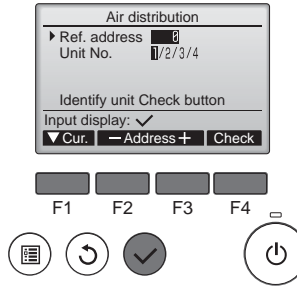 Air distribution
Ref. address 0
Unit No. 1/2/3/4
Identify unit Check button
Input display: ✓
▼Cur. −Address+ Check
F1 F2 F3 F4